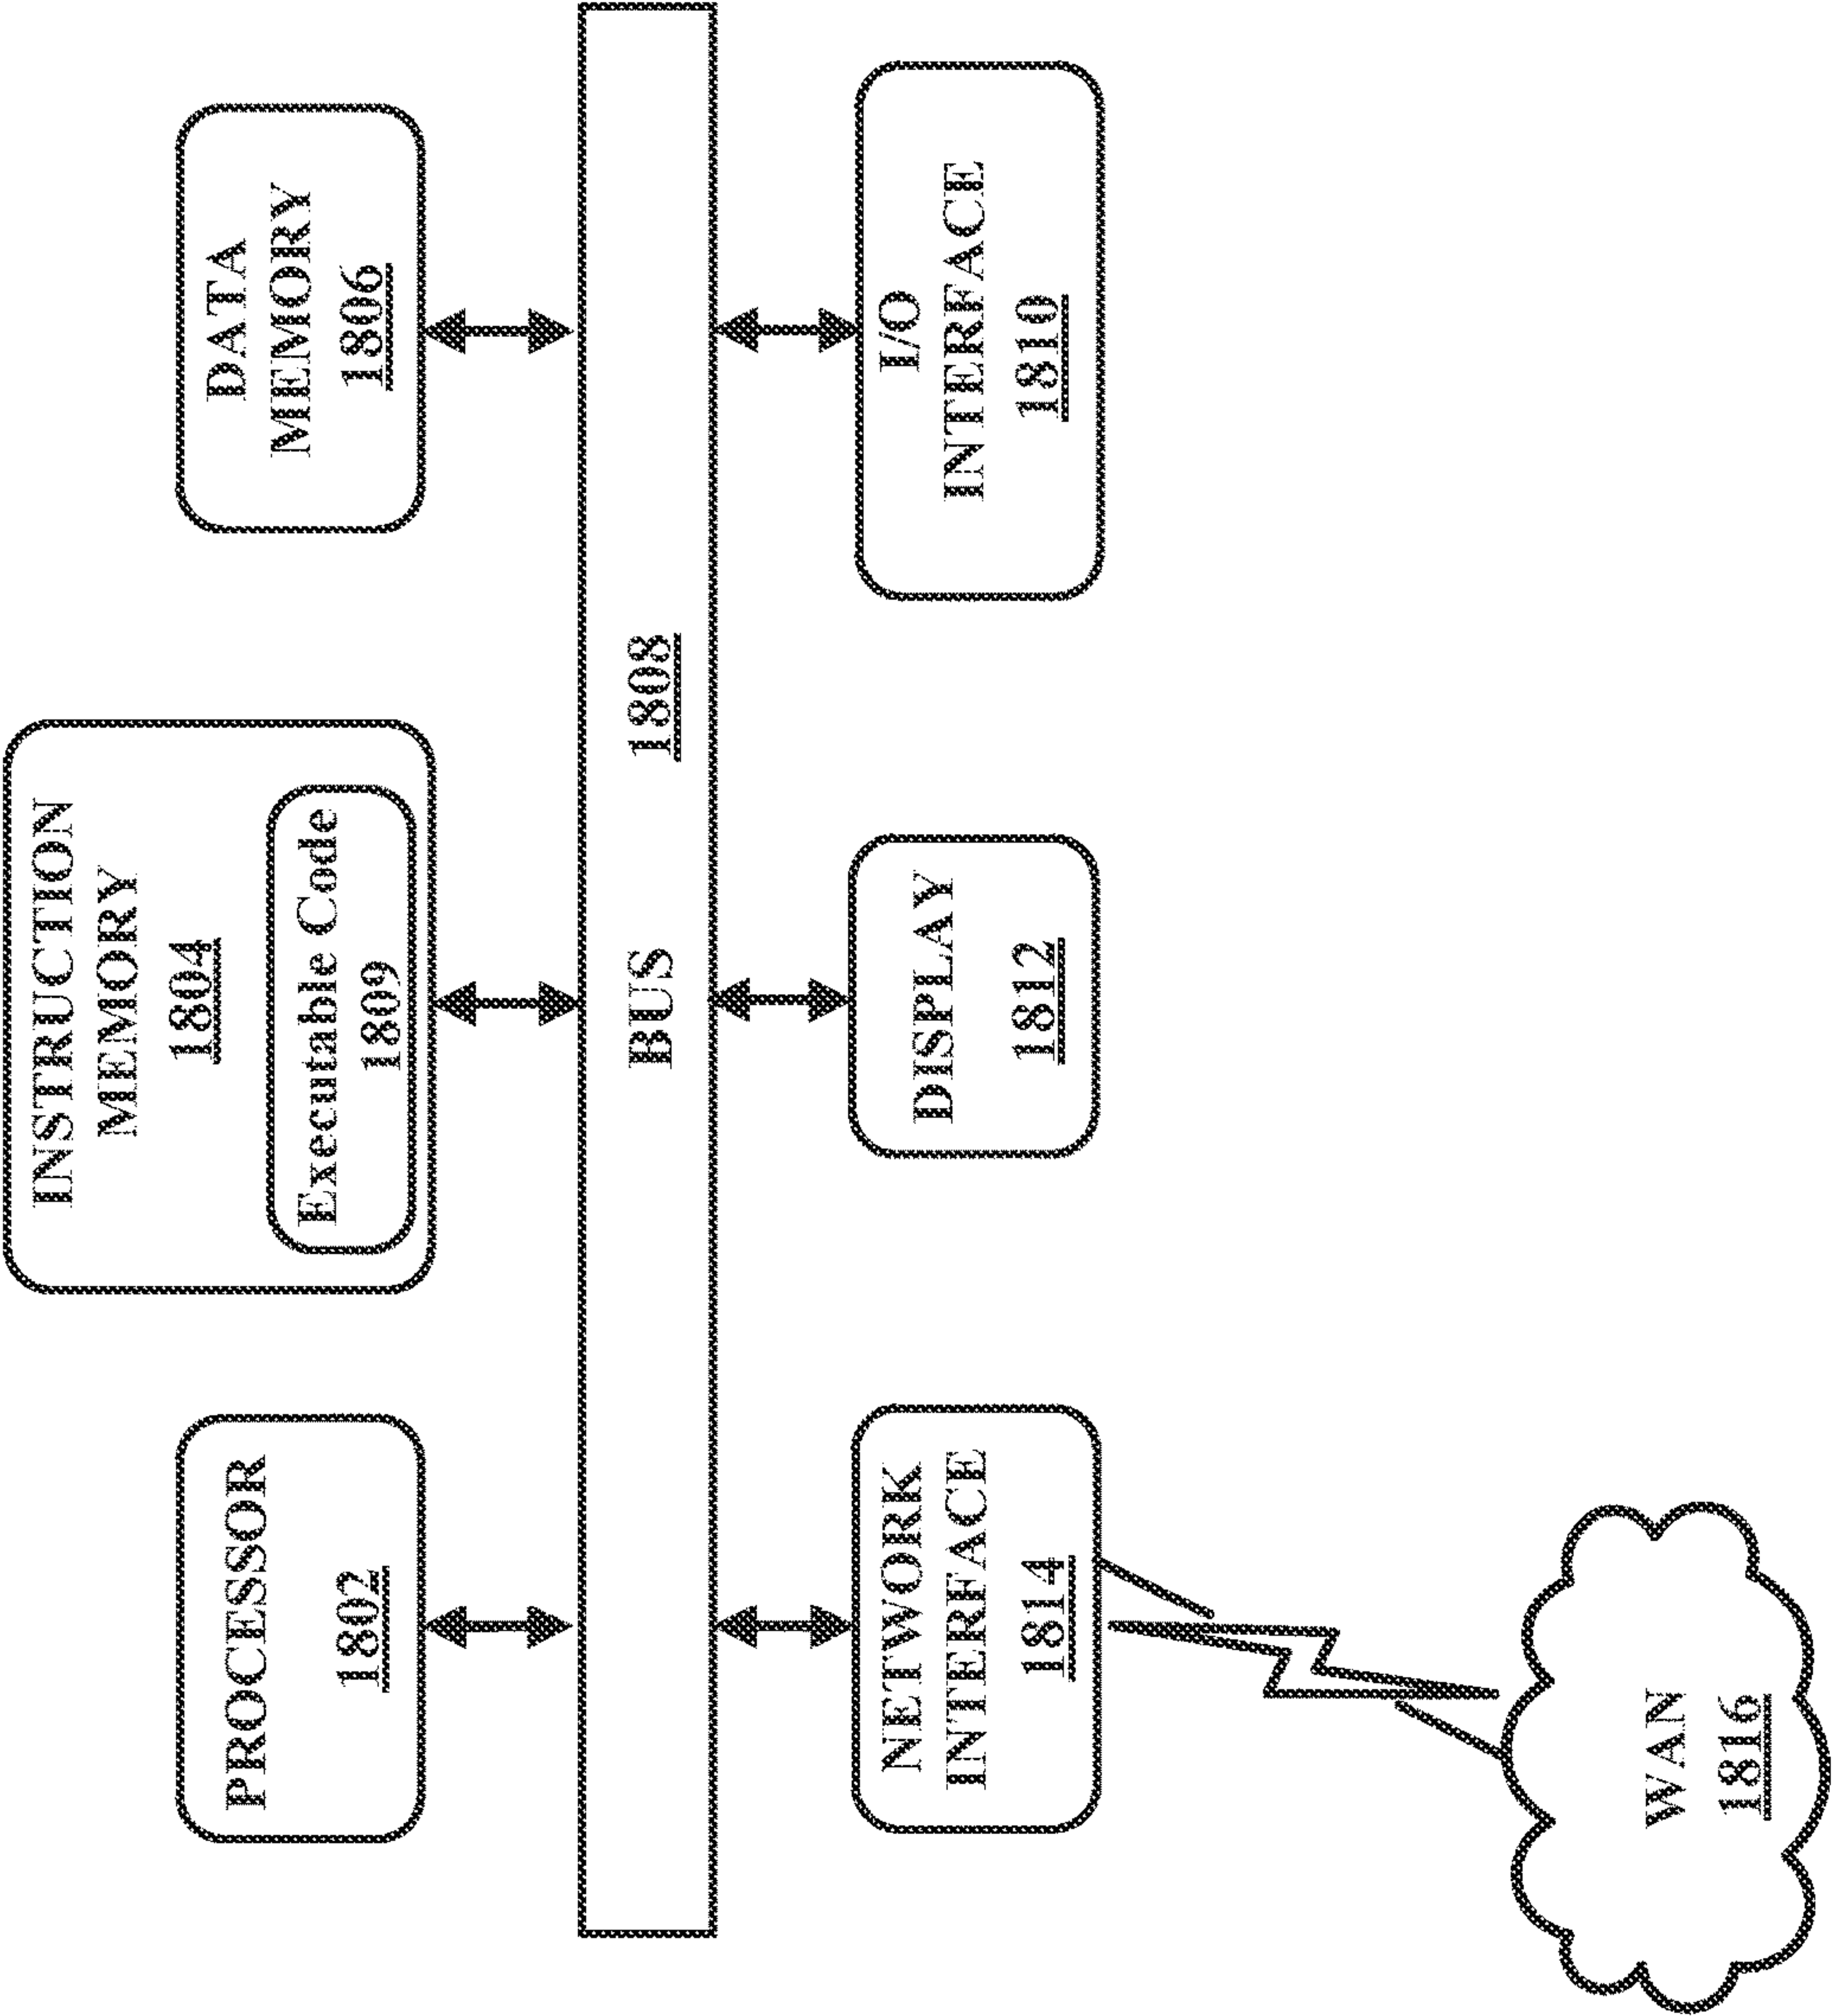 INSTRUCTION
MEMORY
1804
Executable Code
1809
PROCESSOR
1802
DATA
MEMORY
1806
BUS 1808
NETWORK
INTERFACE
1814
DISPLAY
1812
I/O
INTERFACE
1810
WAN
1816